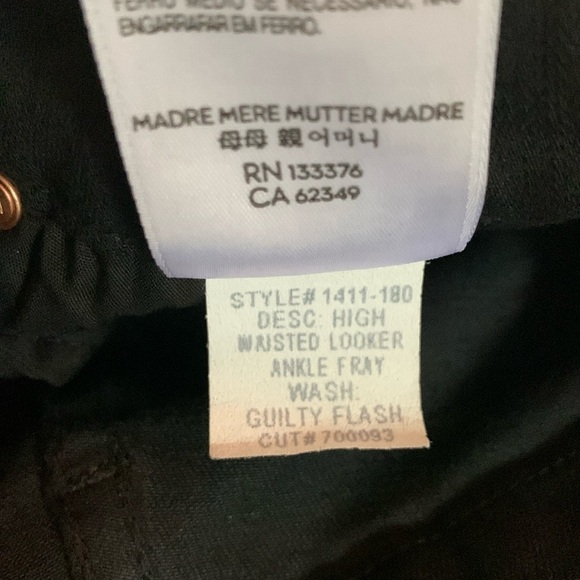 FERRO MEDIO SE NECESSÁRIO. NÃO
ENGARRAFAR EM FERRO.
MADRE MERE MUTTER MADRE
母母 親 어머니
RN 133376
CA 62349
STYLE# 1411-180
DESC: HIGH
WAISTED LOOKER
ANKLE FRAY
WASH:
GUILTY FLASH
CUT# 700093